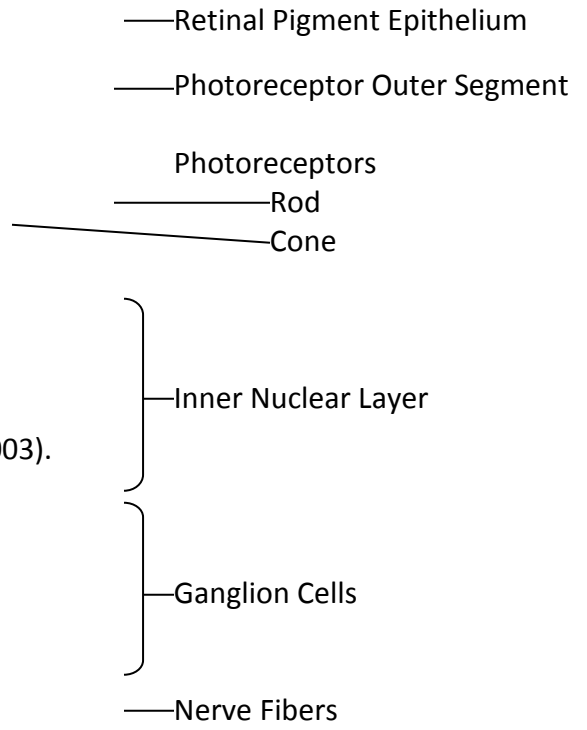 Retinal Pigment Epithelium
Photoreceptor Outer Segment
Photoreceptors
Rod
Cone
Inner Nuclear Layer
03).
Ganglion Cells
Nerve Fibers